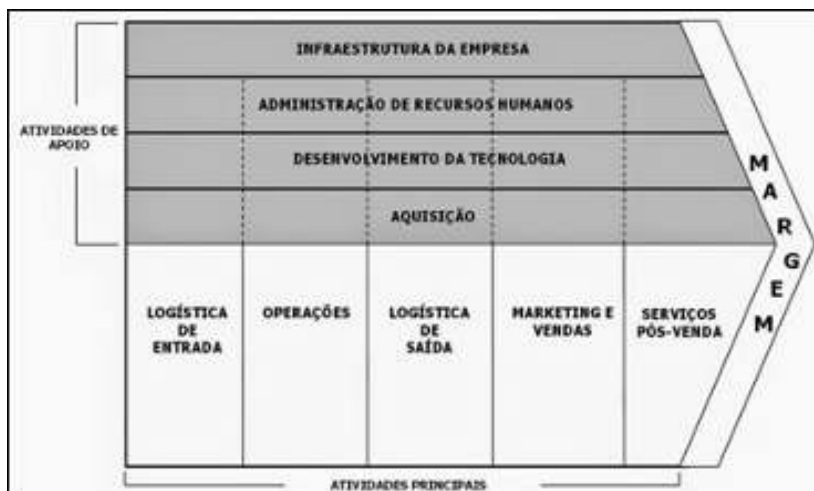 INFRAESTRUTURA DA EMPRESA
ADMINISTRAÇÃO DE RECURSOS HUMANOS
ATIVIDADES DE
APOIO
DESENVOLVIMENTO DA TECNOLOGIA
AQUISIÇÃO
MARGEM
LOGÍSTICA
DE
ENTRADA
OPERAÇÕES
LOGÍSTICA
DE
SAÍDA
MARKETING E
VENDAS
SERVIÇOS
PÓS-VENDA
ATIVIDADES PRINCIPAIS